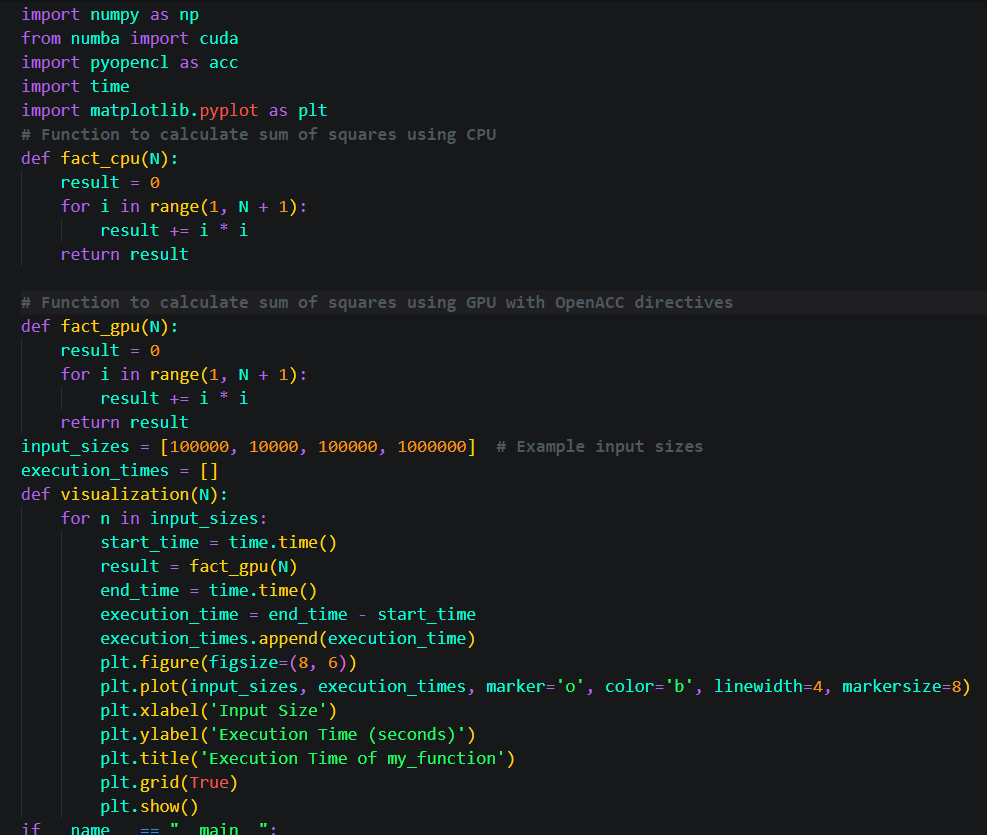 import numpy as np
from numba import cuda
import pyopencl as acc
import time
import matplotlib.pyplot as plt
# Function to calculate sum of squares using CPU
def fact_cpu(N):
    result = 0
    for i in range(1, N + 1):
        result += i * i
    return result

# Function to calculate sum of squares using GPU with OpenACC directives
def fact_gpu(N):
    result = 0
    for i in range(1, N + 1):
        result += i * i
    return result
input_sizes = [100000, 10000, 100000, 1000000]  # Example input sizes
execution_times = []
def visualization(N):
    for n in input_sizes:
        start_time = time.time()
        result = fact_gpu(N)
        end_time = time.time()
        execution_time = end_time - start_time
        execution_times.append(execution_time)
        plt.figure(figsize=(8, 6))
        plt.plot(input_sizes, execution_times, marker='o', color='b', linewidth=4, markersize=8)
        plt.xlabel('Input Size')
        plt.ylabel('Execution Time (seconds)')
        plt.title('Execution Time of my_function')
        plt.grid(True)
        plt.show()
if __name__ == "__main__":